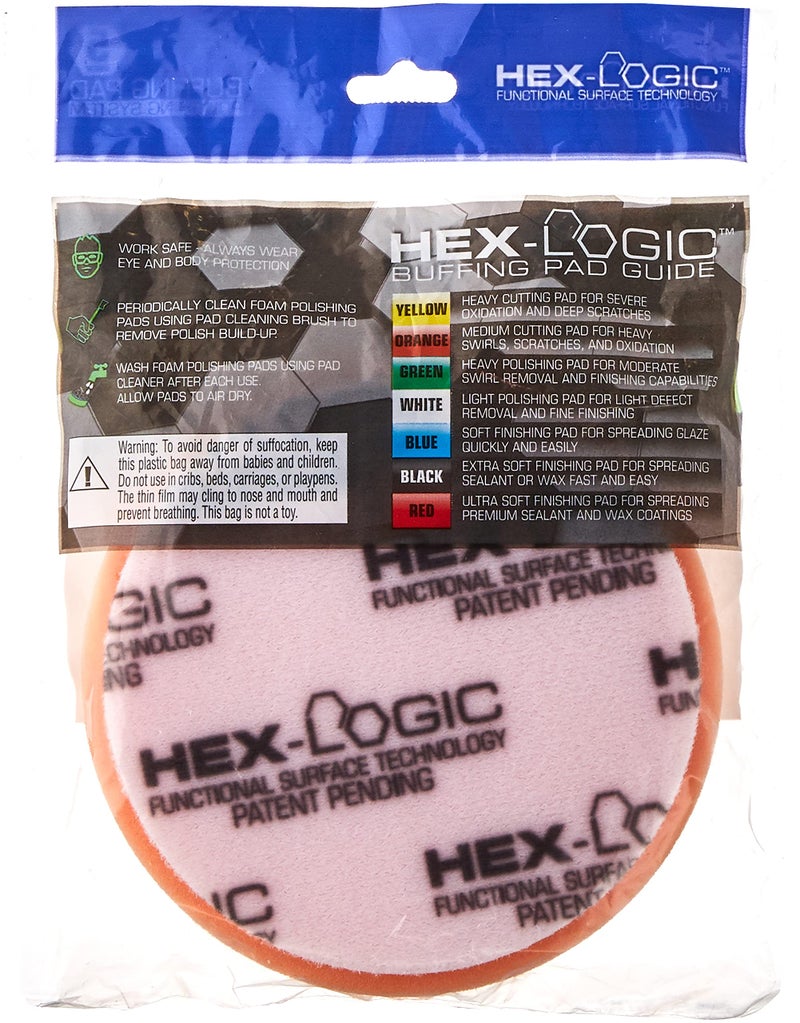 HEX-LOGIC™
FUNCTIONAL SURFACE TECHNOLOGY
WORK SAFE - ALWAYS WEAR
EYE AND BODY PROTECTION
PERIODICALLY CLEAN FOAM POLISHING
PADS USING PAD CLEANING BRUSH TO
REMOVE POLISH BUILD-UP.
WASH FOAM POLISHING PADS USING PAD
CLEANER AFTER EACH USE.
ALLOW PADS TO AIR DRY.
Warning: To avoid danger of suffocation, keep
this plastic bag away from babies and children.
Do not use in cribs, beds, carriages, or playpens.
The thin film may cling to nose and mouth and
prevent breathing. This bag is not a toy.
HEX-LOGIC™
BUFFING PAD GUIDE
YELLOW HEAVY CUTTING PAD FOR SEVERE
OXIDATION AND DEEP SCRATCHES
ORANGE MEDIUM CUTTING PAD FOR HEAVY
SWIRLS, SCRATCHES, AND OXIDATION
GREEN HEAVY POLISHING PAD FOR MODERATE
SWIRL REMOVAL AND FINISHING CAPABILITIES
WHITE LIGHT POLISHING PAD FOR LIGHT DEFECT
REMOVAL AND FINE FINISHING
BLUE SOFT FINISHING PAD FOR SPREADING GLAZE
QUICKLY AND EASILY
BLACK EXTRA SOFT FINISHING PAD FOR SPREADING
SEALANT OR WAX FAST AND EASY
RED ULTRA SOFT FINISHING PAD FOR SPREADING
PREMIUM SEALANT AND WAX COATINGS
HEX-
FUNCTIONAL SURFACE TECHNOLOGY
PATENT PENDING
GIC
CHNOLOGY
NG
H
FUN
HEX-LOGIC
FUNCTIONAL SURFACE TECHNOLOGY
PATENT PENDING
HEX-LO
FUNCTIONAL SURFA
PATENT
IC